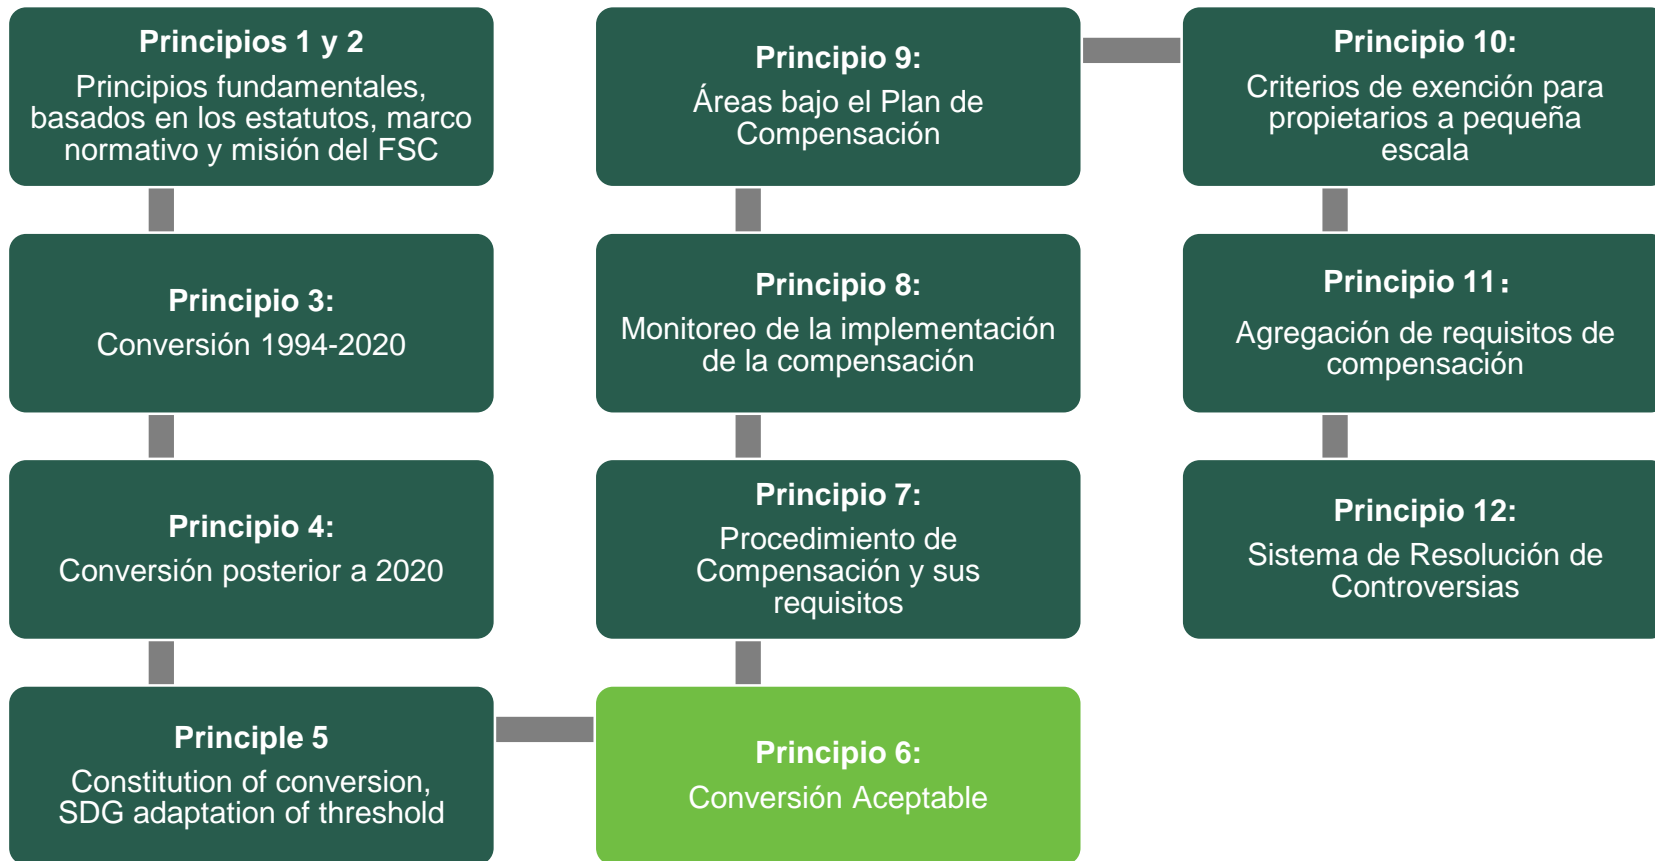 Principios 1 y 2
Principios fundamentales,
basados en los estatutos, marco
normativo y misión del FSC
Principio 3:
Conversión 1994-2020
Principio 4:
Conversión posterior a 2020
Principle 5
Constitution of conversion,
SDG adaptation of threshold
Principio 6:
Conversión Aceptable
Principio 7:
Procedimiento de
Compensación y sus
requisitos
Principio 8:
Monitoreo de la implementación
de la compensación
Principio 9:
Áreas bajo el Plan de
Compensación
Principio 10:
Criterios de exención para
propietarios a pequeña
escala
Principio 11:
Agregación de requisitos de
compensación
Principio 12:
Sistema de Resolución de
Controversias